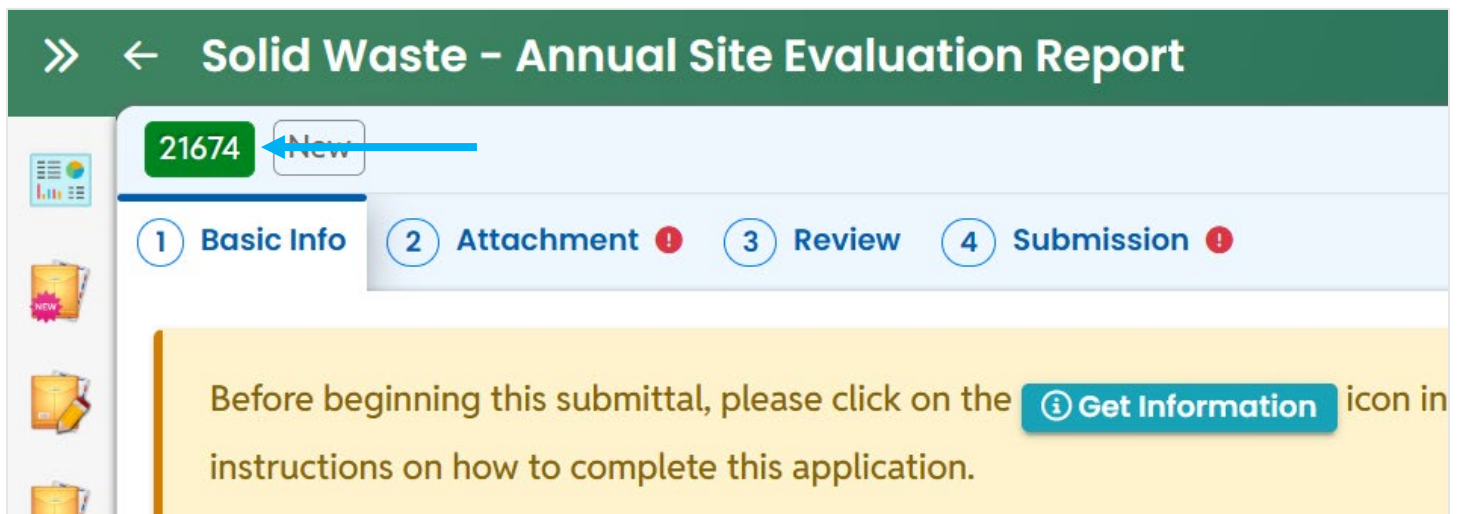 Solid Waste - Annual Site Evaluation Report
21674 New
1 Basic Info 2 Attachment ! 3 Review 4 Submission !
NEW
Before beginning this submittal, please click on the Get Information icon in
instructions on how to complete this application.